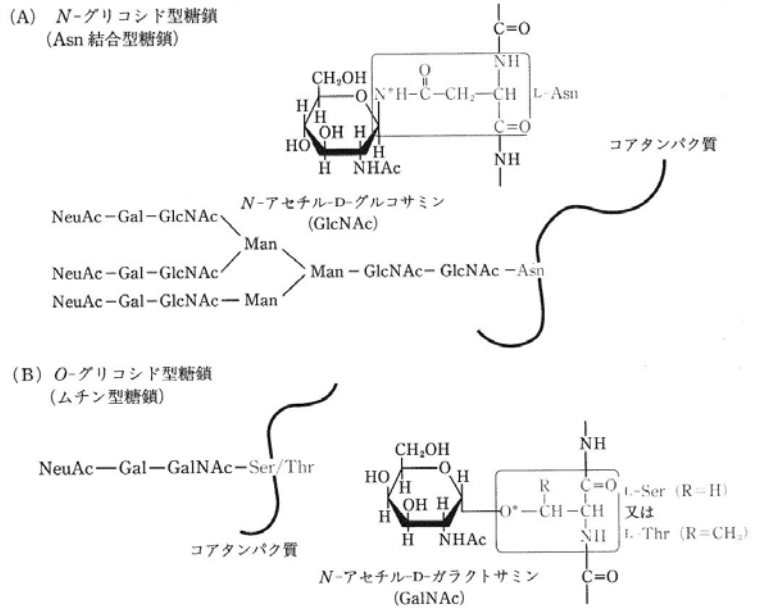 (A) N-グリコシド型糖鎖
(Asn 結合型糖鎖)
C=O
NH
CH₂OH
O
O
N*H-C-CH₂-CH
L-Asn
H
H
OH
H
HO
H
H
NHAc
C=O
NH
コアタンパク質
N-アセチル-D-グルコサミン
(GlcNAc)
NeuAc-Gal-GlcNAc
Man
NeuAc-Gal-GlcNAc
Man-GlcNAc-GlcNAc-Asn
NeuAc-Gal-GlcNAc-Man
(B) O-グリコシド型糖鎖
(ムチン型糖鎖)
NeuAc-Gal-GalNAc-Ser/Thr
コアタンパク質
NH
CH₂OH
HO
O
H
H
OH
H
H
H
NHAc
R
C=O
O*-CH-CH
NH
C=O
L-Ser (R=H)
又は
L-Thr (R=CH₃)
N-アセチル-D-ガラクトサミン
(GalNAc)